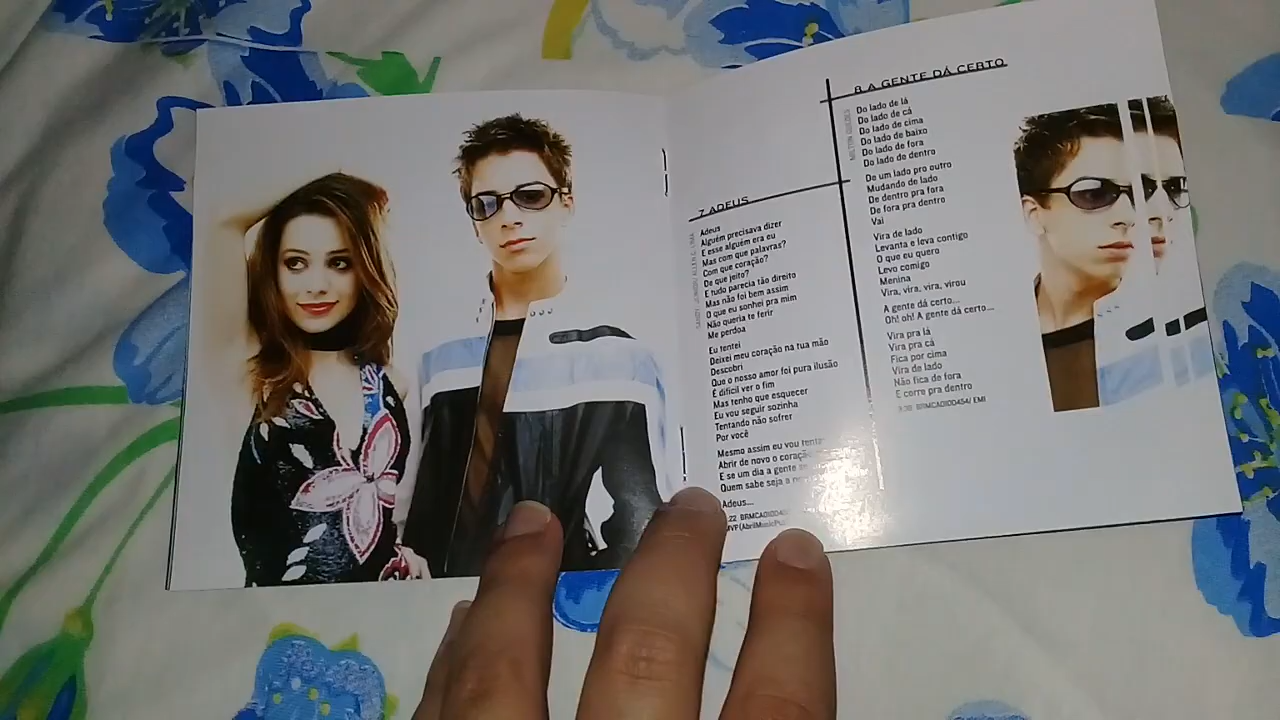 7 ADEUS
Adeus
Alguém precisava dizer
E esse alguém era eu
Mas com que palavras?
Com que coração?
De que jeito?
E tudo parecia tão direito
Mas não foi bem assim
O que eu sonhei pra mim
Não queria te ferir
Me perdoa
Eu tentei
Deixei meu coração na tua mão
Descobri
Que o nosso amor foi pura ilusão
É difícil ver o fim
Mas tenho que esquecer
Eu vou seguir sozinha
Tentando não sofrer
Por você
Mesmo assim eu vou
Abrir de novo o
E se um dia a gente
Quem sabe seja a
Adeus...
8 A GENTE DÁ CERTO
MILTON GUEDES
Do lado de lá
Do lado de cá
Do lado de cima
Do lado de baixo
Do lado de fora
Do lado de dentro
De um lado pro outro
Mudando de lado
De dentro pra fora
De fora pra dentro
Vai
Vira de lado
Levanta e leva contigo
O que eu quero
Levo comigo
Menina
Vira, vira, vira, virou
A gente dá certo...
Oh! oh! A gente dá certo...
Vira pra lá
Vira pra cá
Fica por cima
Vira de lado
Não fica de fora
E corre pra dentro
EMI